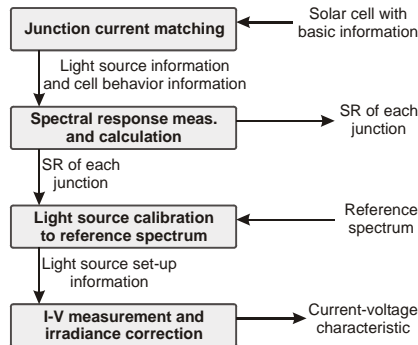 Junction current matching
Solar cell with
basic information
Light source information
and cell behavior information
Spectral response meas.
and calculation
SR of each
junction
SR of each
junction
Light source calibration
to reference spectrum
Reference
spectrum
Light source set-up
information
I-V measurement and
irradiance correction
Current-voltage
characteristic